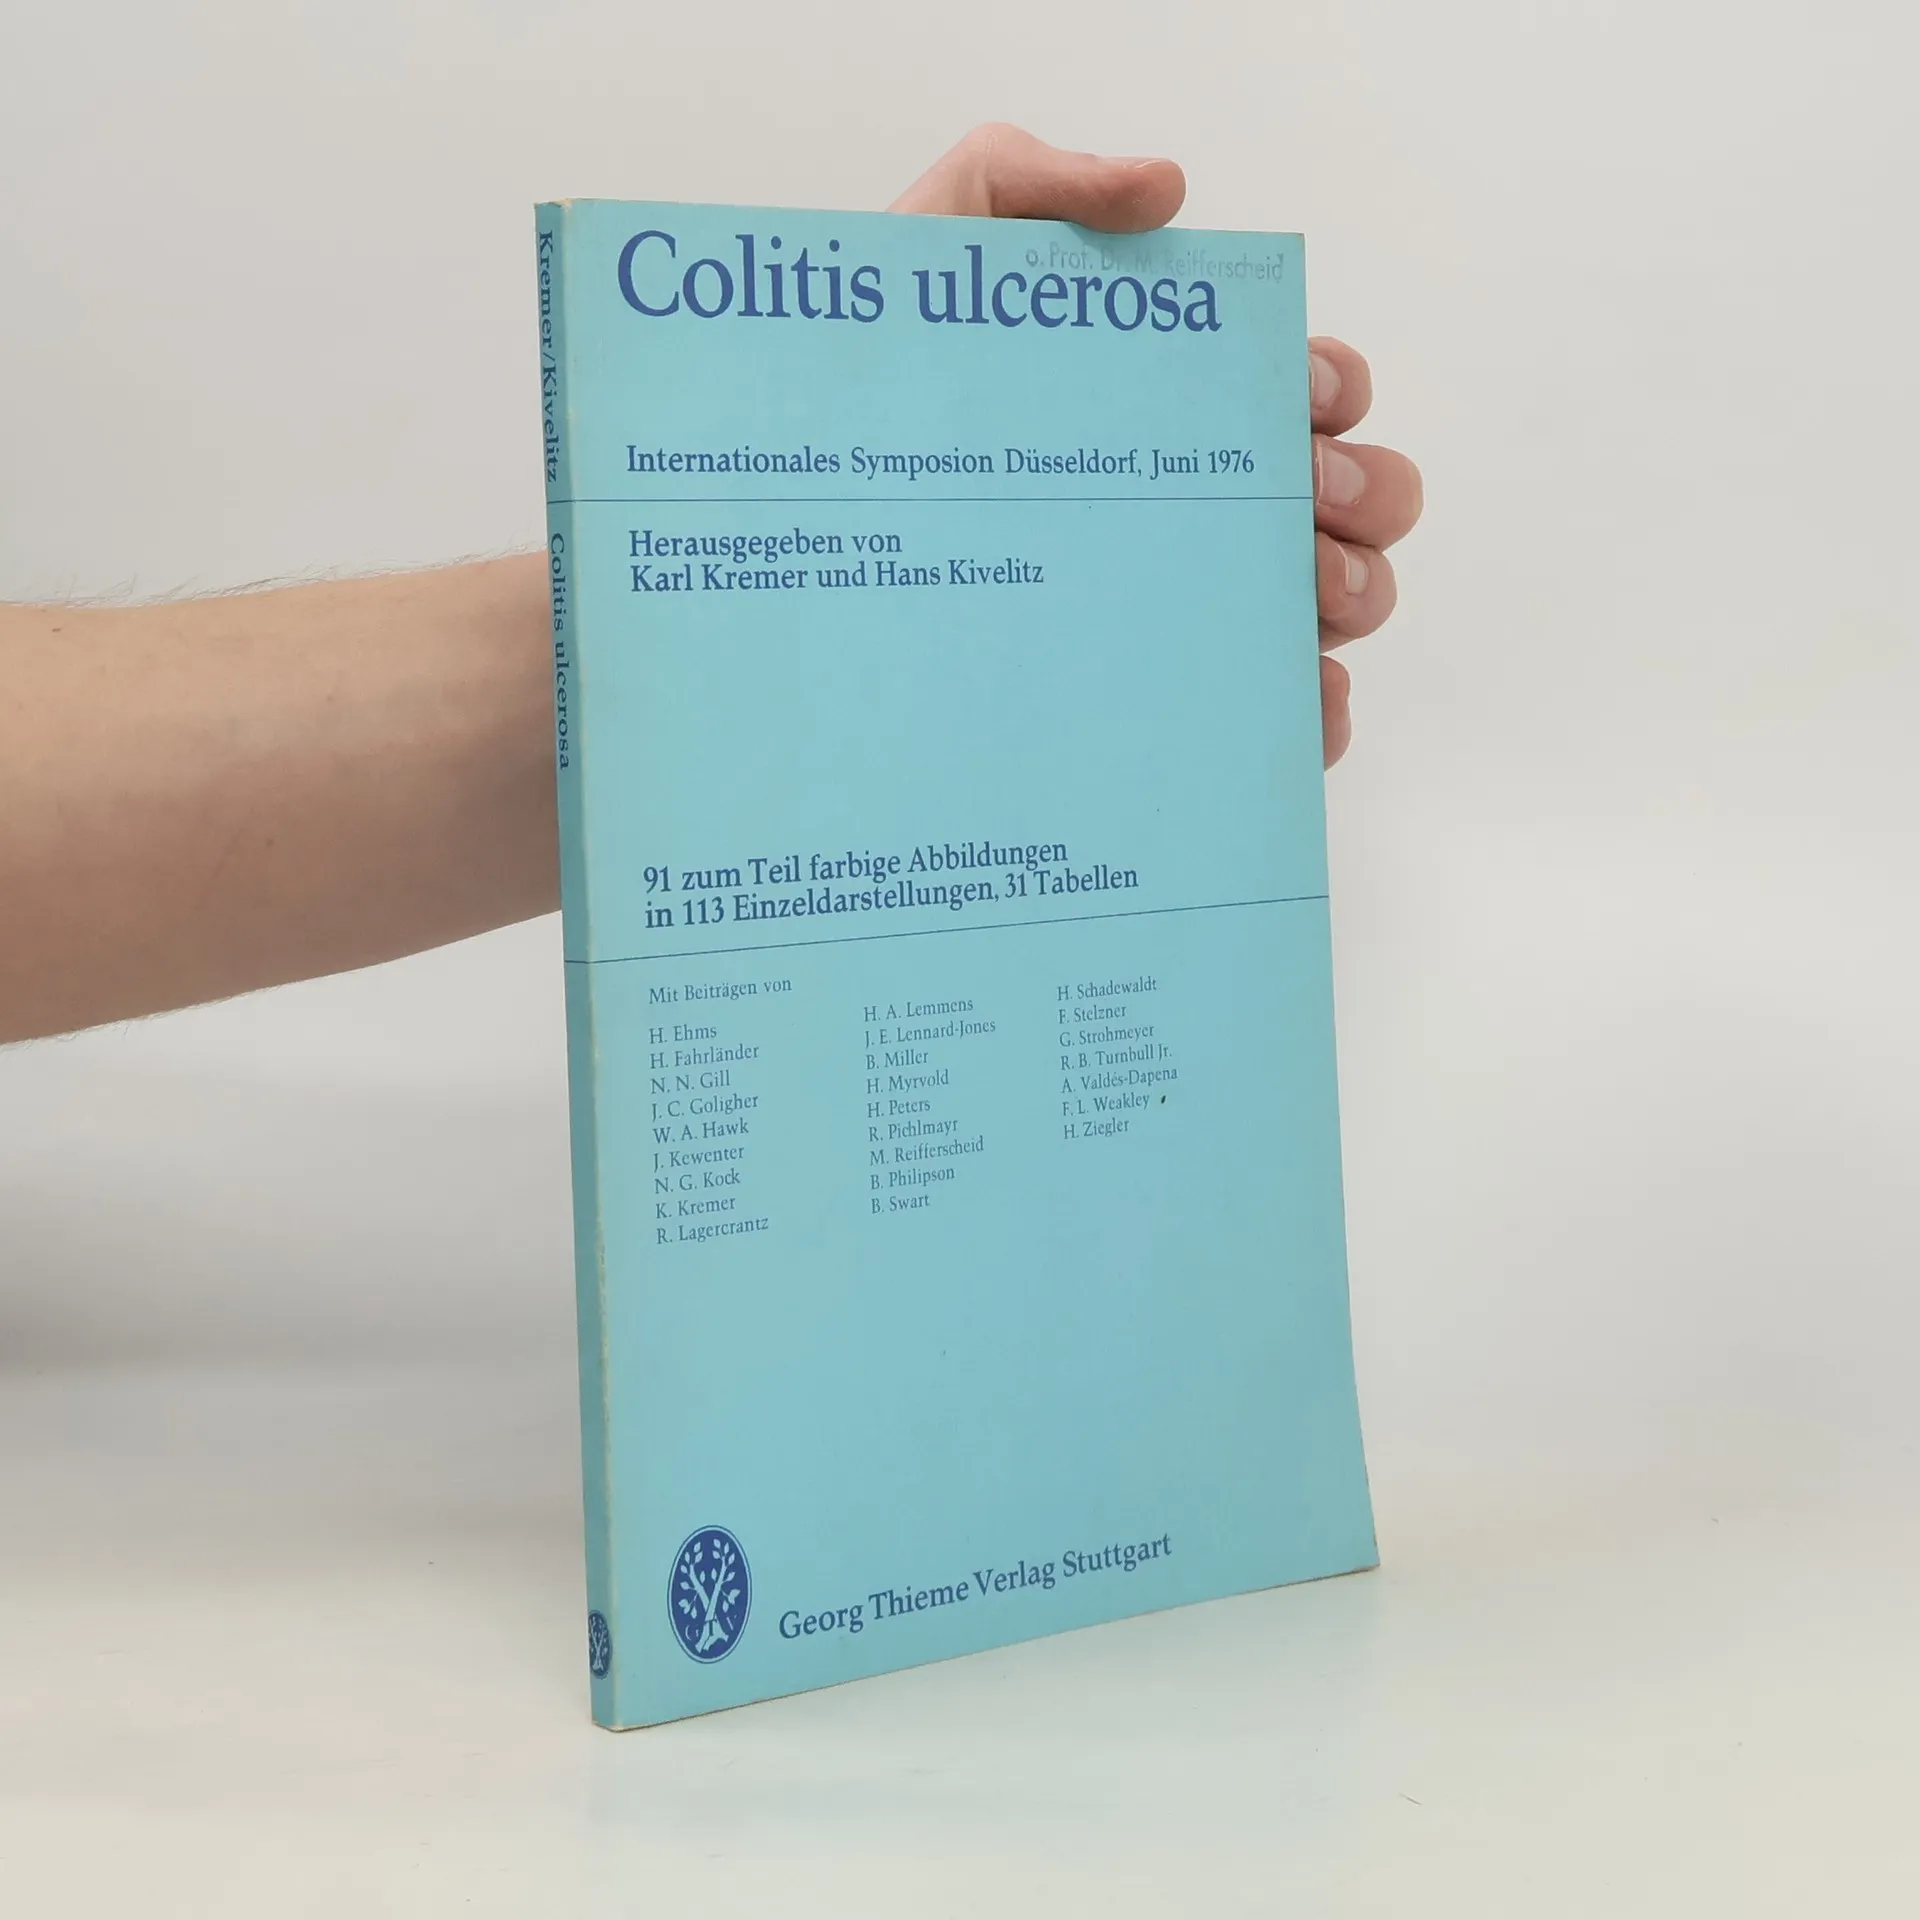 Kremer/Kivelitz
Colitis ulcerosa
o. Prof. Dr. M. Reifferscheid
Colitis ulcerosa
Internationales Symposion Düsseldorf, Juni 1976
Herausgegeben von
Karl Kremer und Hans Kivelitz
91 zum Teil farbige Abbildungen
in 113 Einzeldarstellungen, 31 Tabellen
Mit Beiträgen von
H. Ehms
H. Fahrländer
N. N. Gill
J. C. Goligher
W. A. Hawk
J. Kewenter
N. G. Kock
K. Kremer
R. Lagercrantz
H. A. Lemmens
J. E. Lennard-Jones
B. Miller
H. Myrvold
H. Peters
R. Pichlmayr
M. Reifferscheid
B. Philipson
B. Swart
H. Schadewaldt
F. Stelzner
G. Strohmeyer
R. B. Turnbull Jr.
A. Valdés-Dapena
F. L. Weakley
H. Ziegler
GTV
Georg Thieme Verlag Stuttgart